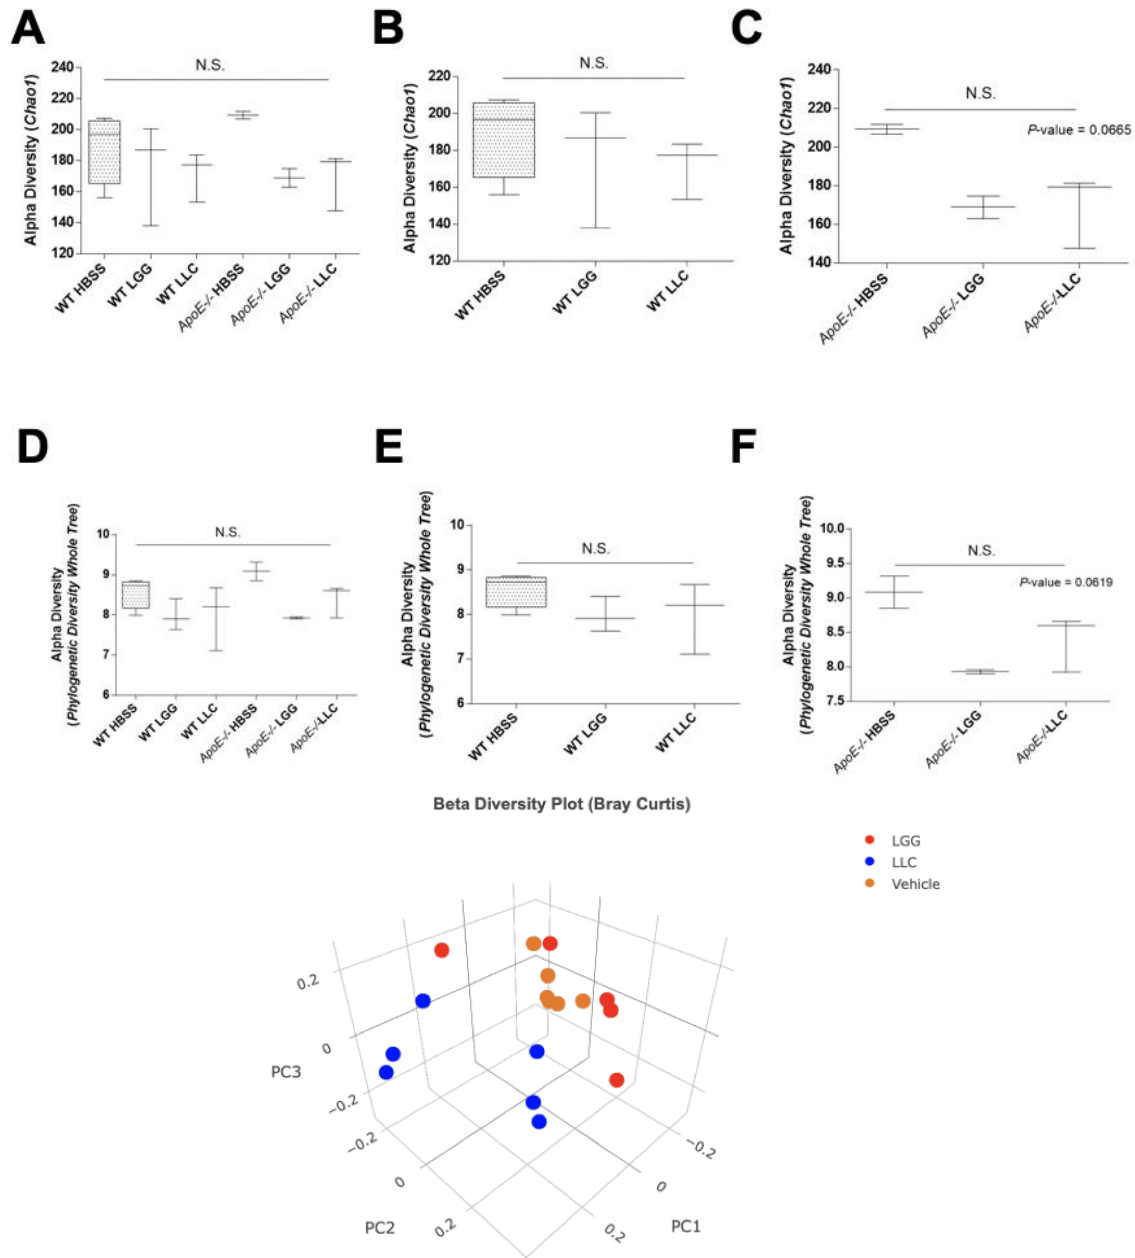 A
Alpha Diversity (Chao1)
240
220
200
180
160
140
120
N.S.
WT HBSS
WT LGG
WT LLC
ApoE-/- HBSS
ApoE-/- LGG
ApoE-/- LLC
B
Alpha Diversity (Chao1)
220
200
180
160
140
120
N.S.
WT HBSS
WT LGG
WT LLC
C
Alpha Diversity (Chao1)
240
220
200
180
160
140
N.S.
P-value = 0.0665
ApoE-/- HBSS
ApoE-/- LGG
ApoE-/-LLC
D
Alpha Diversity
(Phylogenetic Diversity Whole Tree)
10
9
8
7
6
N.S.
WT HBSS
WT LGG
WT LLC
ApoE-/- HBSS
ApoE-/- LGG
ApoE-/-LLC
E
Alpha Diversity
(Phylogenetic Diversity Whole Tree)
10
9
8
7
6
N.S.
WT HBSS
WT LGG
WT LLC
F
Alpha Diversity
(Phylogenetic Diversity Whole Tree)
10.0
9.5
9.0
8.5
8.0
7.5
N.S.
P-value = 0.0619
ApoE-/- HBSS
ApoE-/- LGG
ApoE-/-LLC
Beta Diversity Plot (Bray Curtis)
LGG
LLC
Vehicle
0.2
0
−0.2
PC3
−0.2
0
0.2
PC2
−0.2
0
0.2
PC1